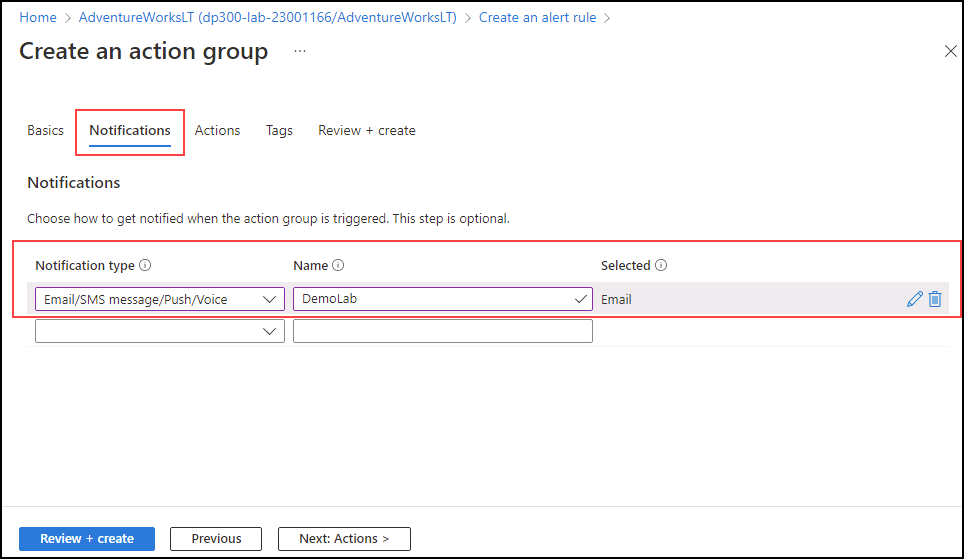 Home > AdventureWorksLT (dp300-lab-23001166/AdventureWorksLT) > Create an alert rule >
Create an action group ...
Basics Notifications Actions Tags Review + create
Notifications
Choose how to get notified when the action group is triggered. This step is optional.
Notification type Name Selected
Email/SMS message/Push/Voice DemoLab Email
Review + create Previous Next: Actions >